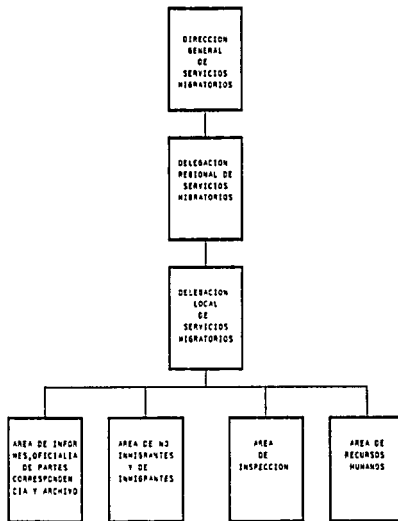 DIRECCION
GENERAL
DE
SERVICIOS
MIGRATORIOS
DELEGACION
REGIONAL DE
SERVICIOS
MIGRATORIOS
DELEGACION
LOCAL
DE
SERVICIOS
MIGRATORIOS
AREA DE INFOR
MES,OFICIALIA
DE PARTES
CORRESPONDEN
CIA Y ARCHIVO
AREA DE NO
INMIGRANTES
Y DE
INMIGRANTES
AREA
DE
INSPECCION
AREA DE
RECURSOS
HUMANOS